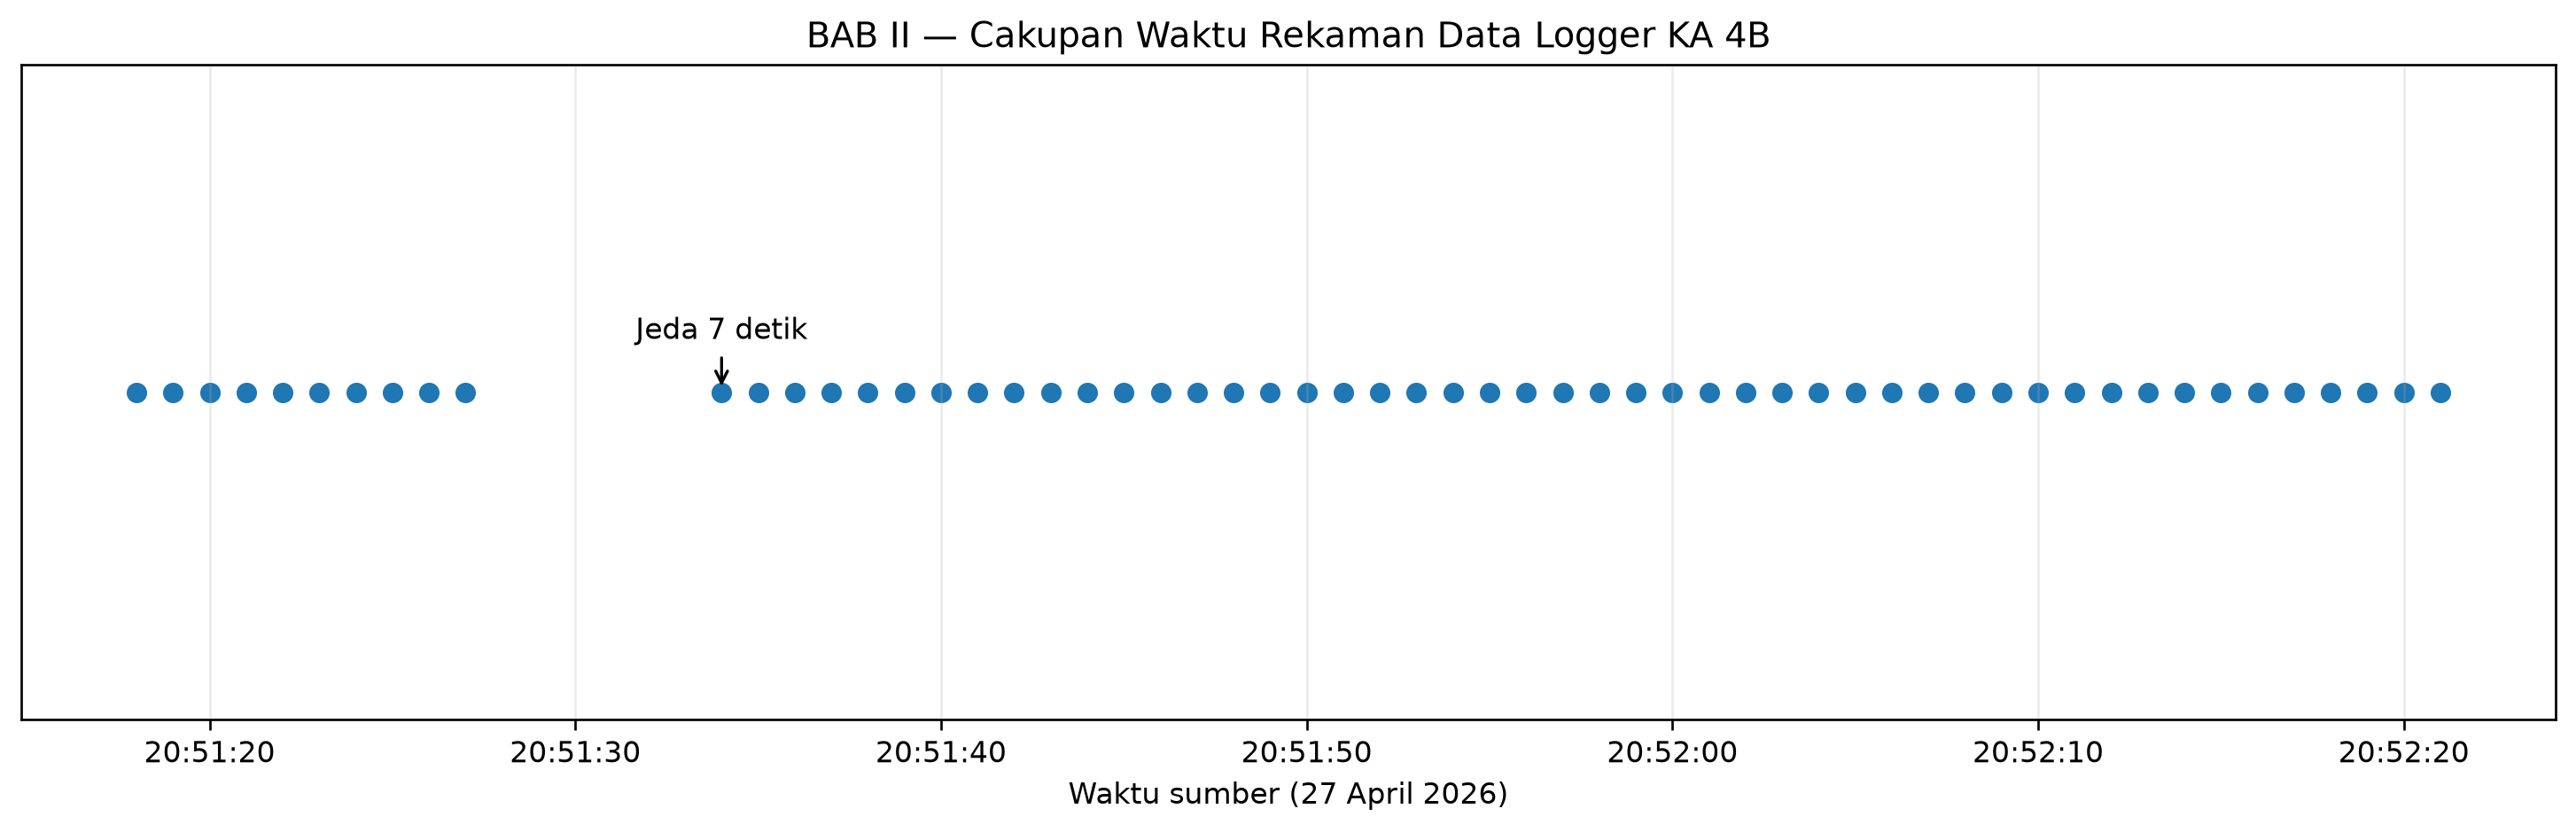 BAB II — Cakupan Waktu Rekaman Data Logger KA 4B
Jeda 7 detik
20:51:20 20:51:30 20:51:40 20:51:50 20:52:00 20:52:10 20:52:20
Waktu sumber (27 April 2026)